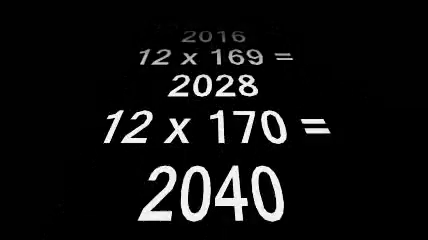 2016
12 x 169 =
2028
12 x 170 =
2040